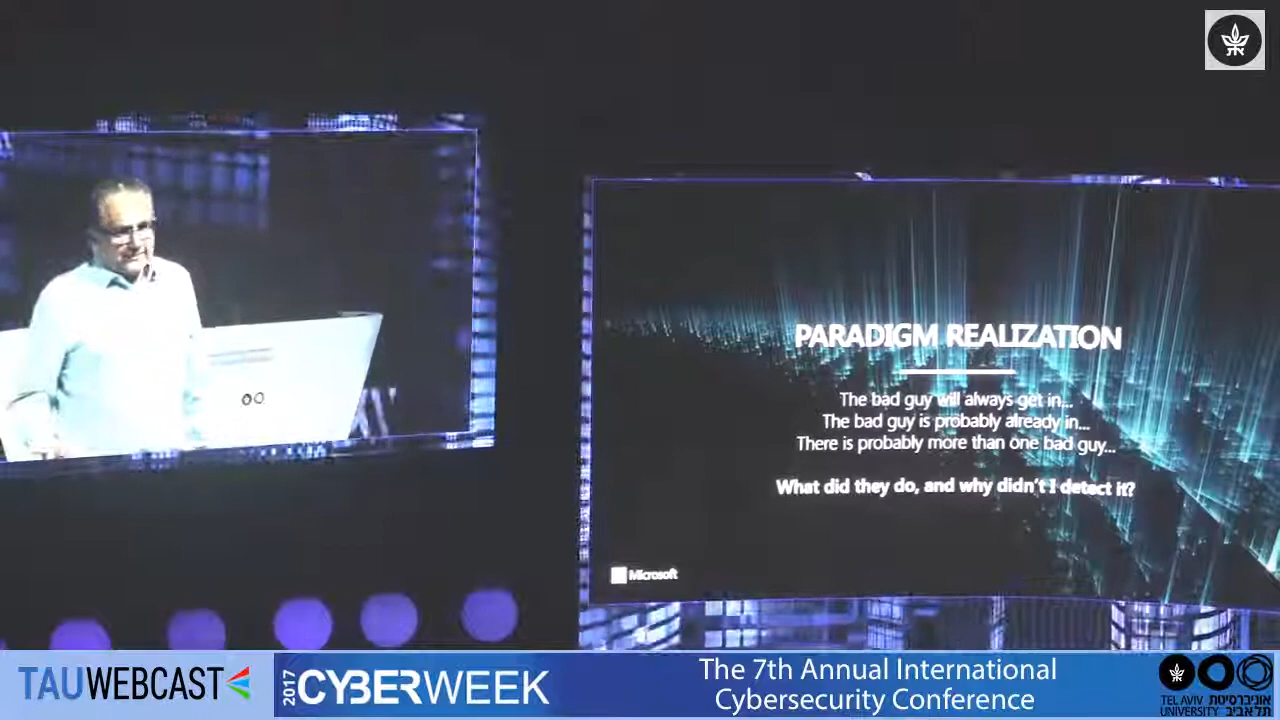 PARADIGM REALIZATION
The bad guy will always get in...
The bad guy is probably already in...
There is probably more than one bad guy...
What did they do, and why didn't I detect it?
Microsoft
TAUWEBCAST
2017 CYBERWEEK
The 7th Annual International
Cybersecurity Conference
TEL AVIV אוניברסיטת
UNIVERSITY תל אביב